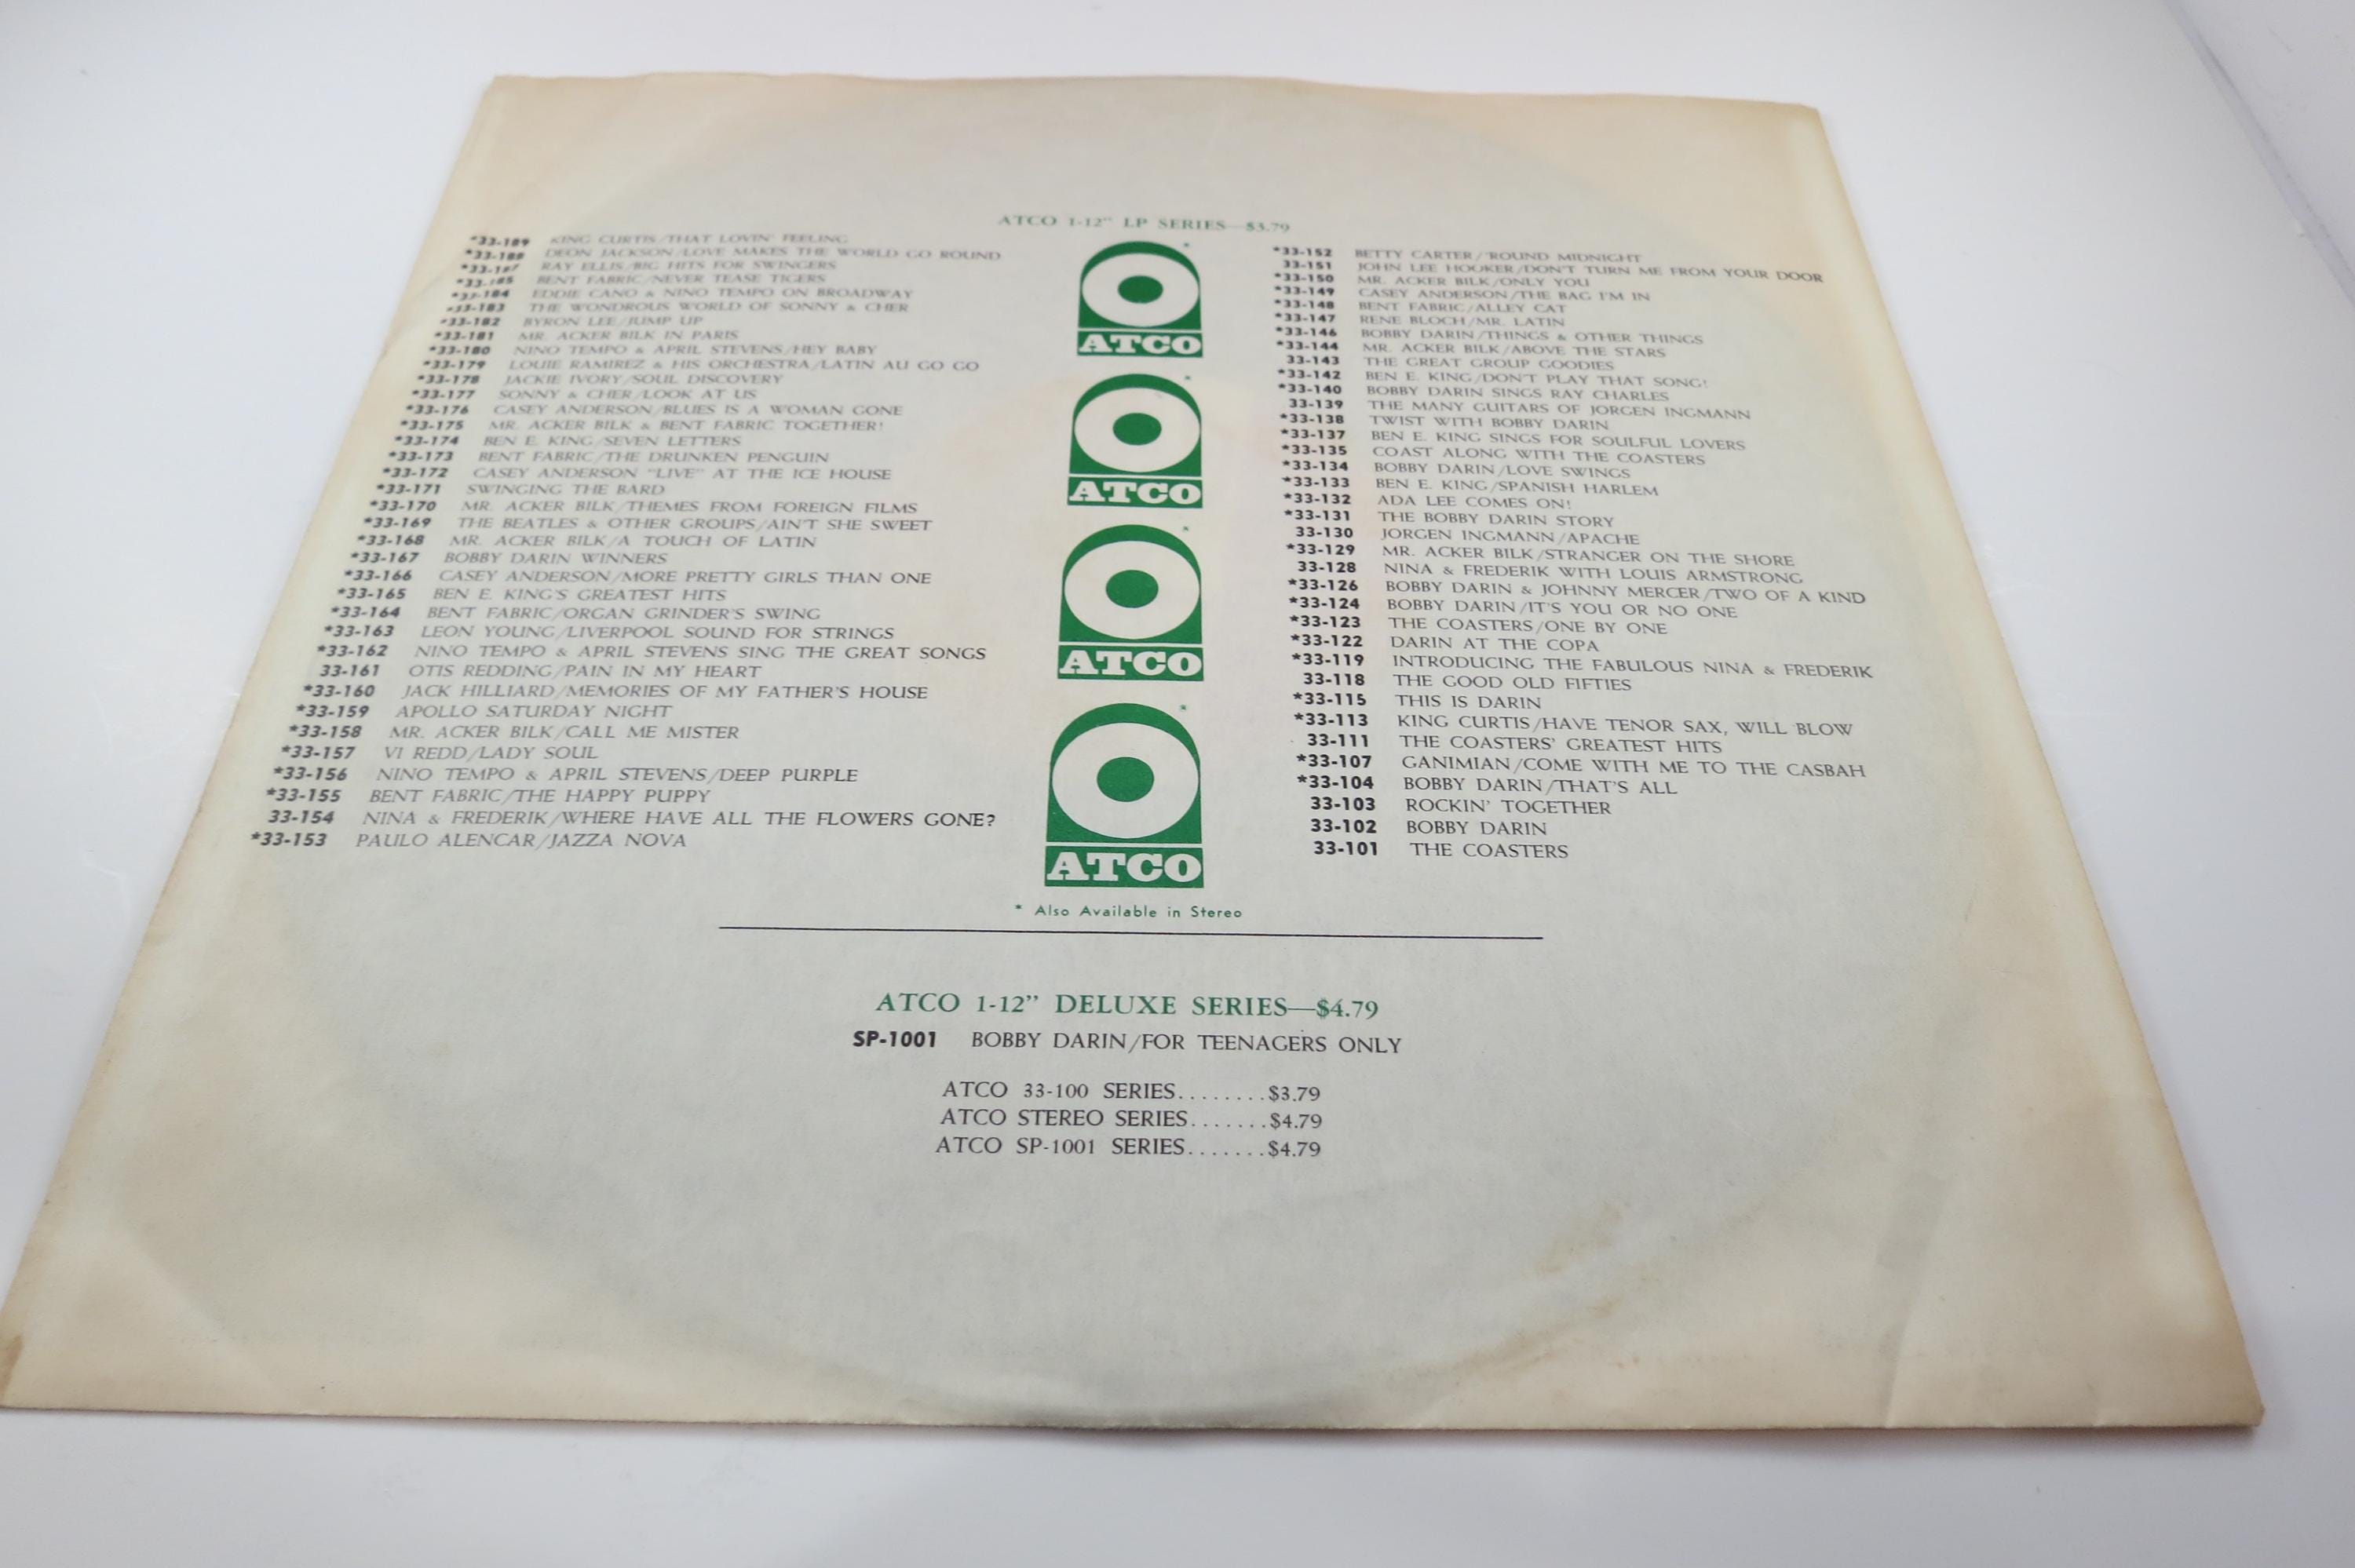 ATCO 1-12" LP SERIES—$3.79
*33-189 KING CURTIS/THAT LOVIN' FEELING
*33-188 DEON JACKSON/LOVE MAKES THE WORLD GO ROUND
*33-187 RAY ELLIS/BIG HITS FOR SWINGERS
*33-185 BENT FABRIC/NEVER TEASE TIGERS
*33-184 EDDIE CANO & NINO TEMPO ON BROADWAY
*33-183 THE WONDROUS WORLD OF SONNY & CHER
*33-182 BYRON LEE/JUMP UP
*33-181 MR. ACKER BILK IN PARIS
*33-180 NINO TEMPO & APRIL STEVENS/HEY BABY
*33-179 LOUIE RAMIREZ & HIS ORCHESTRA/LATIN AU GO GO
*33-178 JACKIE IVORY/SOUL DISCOVERY
*33-177 SONNY & CHER/LOOK AT US
*33-176 CASEY ANDERSON/BLUES IS A WOMAN GONE
*33-175 MR. ACKER BILK & BENT FABRIC TOGETHER!
*33-174 BEN E. KING/SEVEN LETTERS
*33-173 BENT FABRIC/THE DRUNKEN PENGUIN
*33-172 CASEY ANDERSON "LIVE" AT THE ICE HOUSE
*33-171 SWINGING THE BARD
*33-170 MR. ACKER BILK/THEMES FROM FOREIGN FILMS
*33-169 THE BEATLES & OTHER GROUPS/AIN'T SHE SWEET
*33-168 MR. ACKER BILK/A TOUCH OF LATIN
*33-167 BOBBY DARIN WINNERS
*33-166 CASEY ANDERSON/MORE PRETTY GIRLS THAN ONE
*33-165 BEN E. KING'S GREATEST HITS
*33-164 BENT FABRIC/ORGAN GRINDER'S SWING
*33-163 LEON YOUNG/LIVERPOOL SOUND FOR STRINGS
*33-162 NINO TEMPO & APRIL STEVENS SING THE GREAT SONGS
33-161 OTIS REDDING/PAIN IN MY HEART
*33-160 JACK HILLIARD/MEMORIES OF MY FATHER'S HOUSE
*33-159 APOLLO SATURDAY NIGHT
*33-158 MR. ACKER BILK/CALL ME MISTER
*33-157 VI REDD/LADY SOUL
*33-156 NINO TEMPO & APRIL STEVENS/DEEP PURPLE
*33-155 BENT FABRIC/THE HAPPY PUPPY
33-154 NINA & FREDERIK/WHERE HAVE ALL THE FLOWERS GONE?
*33-153 PAULO ALENCAR/JAZZA NOVA
ATCO
ATCO
ATCO
ATCO
*33-152 BETTY CARTER/'ROUND MIDNIGHT
33-151 JOHN LEE HOOKER/DON'T TURN ME FROM YOUR DOOR
*33-150 MR. ACKER BILK/ONLY YOU
*33-149 CASEY ANDERSON/THE BAG I'M IN
*33-148 BENT FABRIC/ALLEY CAT
*33-147 RENE BLOCH/MR. LATIN
*33-146 BOBBY DARIN/THINGS & OTHER THINGS
*33-144 MR. ACKER BILK/ABOVE THE STARS
33-143 THE GREAT GROUP GOODIES
*33-142 BEN E. KING/DON'T PLAY THAT SONG!
*33-140 BOBBY DARIN SINGS RAY CHARLES
33-139 THE MANY GUITARS OF JORGEN INGMANN
*33-138 TWIST WITH BOBBY DARIN
*33-137 BEN E. KING SINGS FOR SOULFUL LOVERS
*33-135 COAST ALONG WITH THE COASTERS
*33-134 BOBBY DARIN/LOVE SWINGS
*33-133 BEN E. KING/SPANISH HARLEM
*33-132 ADA LEE COMES ON!
*33-131 THE BOBBY DARIN STORY
33-130 JORGEN INGMANN/APACHE
*33-129 MR. ACKER BILK/STRANGER ON THE SHORE
33-128 NINA & FREDERIK WITH LOUIS ARMSTRONG
*33-126 BOBBY DARIN & JOHNNY MERCER/TWO OF A KIND
*33-124 BOBBY DARIN/IT'S YOU OR NO ONE
*33-123 THE COASTERS/ONE BY ONE
*33-122 DARIN AT THE COPA
*33-119 INTRODUCING THE FABULOUS NINA & FREDERIK
33-118 THE GOOD OLD FIFTIES
*33-115 THIS IS DARIN
*33-113 KING CURTIS/HAVE TENOR SAX, WILL BLOW
33-111 THE COASTERS' GREATEST HITS
*33-107 GANIMIAN/COME WITH ME TO THE CASBAH
*33-104 BOBBY DARIN/THAT'S ALL
33-103 ROCKIN' TOGETHER
33-102 BOBBY DARIN
33-101 THE COASTERS
* Also Available in Stereo
ATCO 1-12" DELUXE SERIES—$4.79
SP-1001 BOBBY DARIN/FOR TEENAGERS ONLY
ATCO 33-100 SERIES........$3.79
ATCO STEREO SERIES.......$4.79
ATCO SP-1001 SERIES.......$4.79